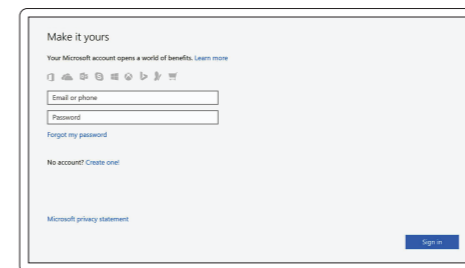 Make it yours
Your Microsoft account opens a world of benefits. Learn more
Email or phone
Password
Forgot my password
No account? Create one!
Microsoft privacy statement
Sign in